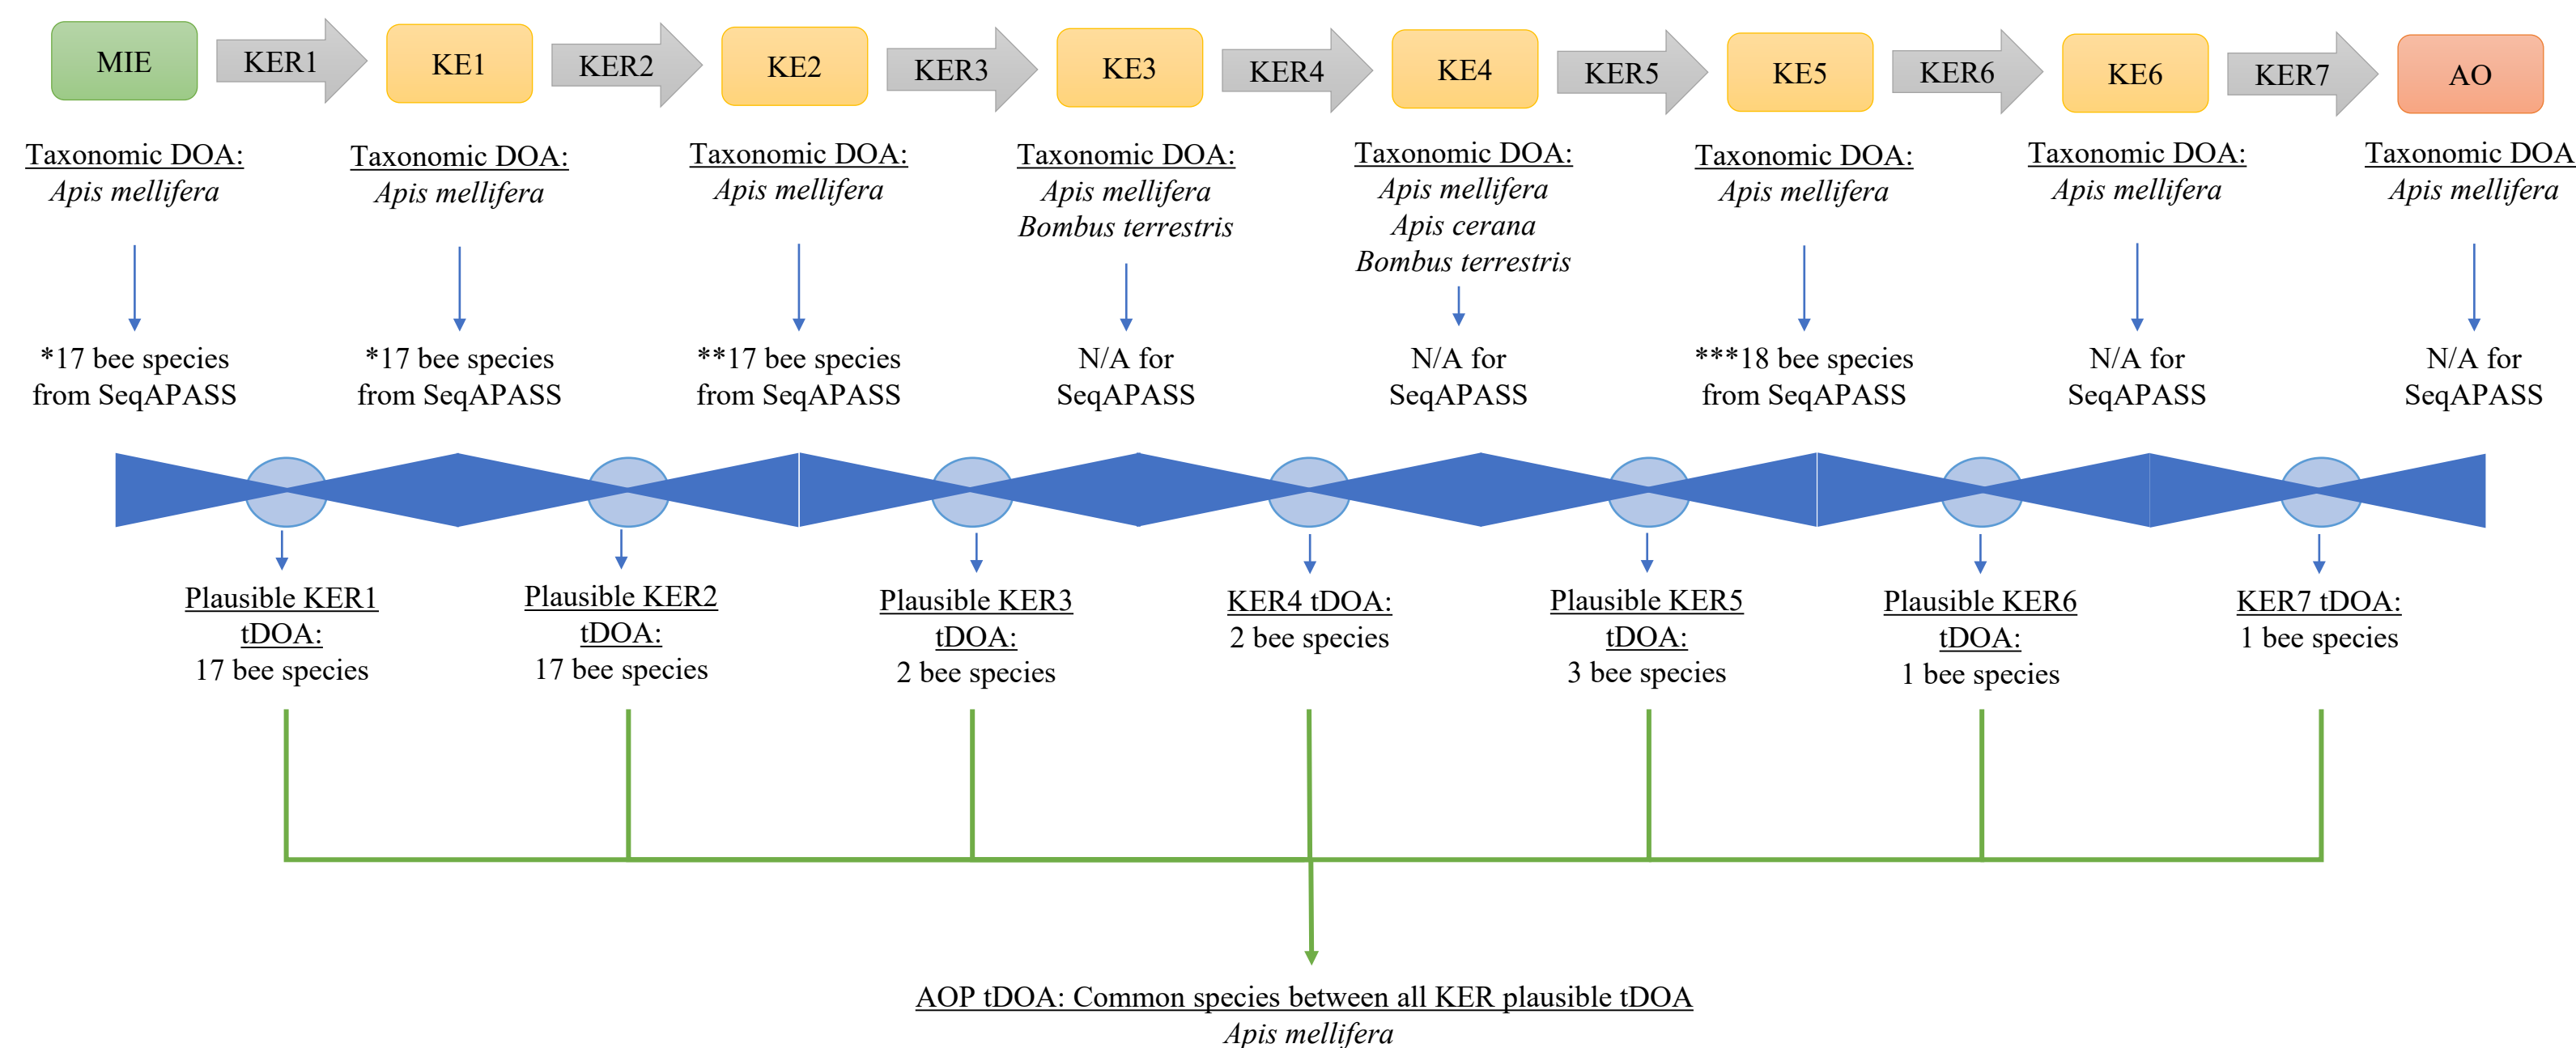 MIE
KER1
KE1
KER2
KE2
KER3
KE3
KER4
KE4
KER5
KE5
KER6
KE6
KER7
AO
Taxonomic DOA:
Apis mellifera
Taxonomic DOA:
Apis mellifera
Taxonomic DOA:
Apis mellifera
Taxonomic DOA:
Apis mellifera
Bombus terrestris
Taxonomic DOA:
Apis mellifera
Apis cerana
Bombus terrestris
Taxonomic DOA:
Apis mellifera
Taxonomic DOA:
Apis mellifera
Taxonomic DOA
Apis mellifera
*17 bee species
from SeqAPASS
*17 bee species
from SeqAPASS
**17 bee species
from SeqAPASS
N/A for
SeqAPASS
N/A for
SeqAPASS
***18 bee species
from SeqAPASS
N/A for
SeqAPASS
N/A for
SeqAPASS
Plausible KER1
tDOA:
17 bee species
Plausible KER2
tDOA:
17 bee species
Plausible KER3
tDOA:
2 bee species
KER4 tDOA:
2 bee species
Plausible KER5
tDOA:
3 bee species
Plausible KER6
tDOA:
1 bee species
KER7 tDOA:
1 bee species
AOP tDOA: Common species between all KER plausible tDOA
Apis mellifera